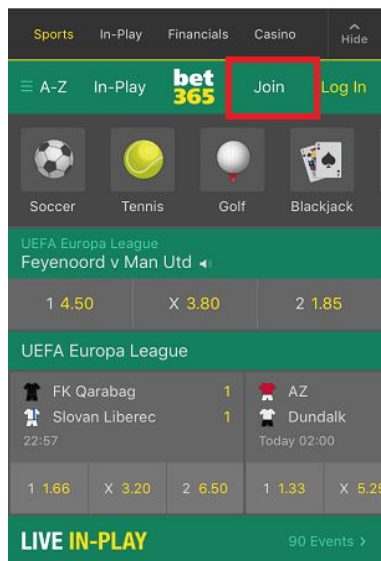 Sports In-Play Financials Casino Hide
A-Z In-Play bet365 Join Log In
Soccer Tennis Golf Blackjack
UEFA Europa League
Feyenoord v Man Utd
1 4.50 X 3.80 2 1.85
UEFA Europa League
FK Qarabag 1 AZ
Slovan Liberec 1 Dundalk
22:57 Today 02:00
1 1.66 X 3.20 2 6.50 1 1.33 X 5.25
LIVE IN-PLAY 90 Events >